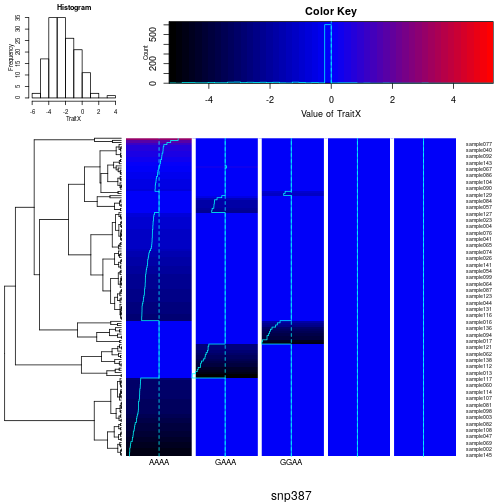 Histogram
Frequency
0 5 10 15 20 25 30 35
-6 -4 -2 0 2 4
TraitX
Color Key
Count
0 200 500
-4 -2 0 2 4
Value of TraitX
sample077
sample040
sample092
sample143
sample067
sample086
sample104
sample090
sample129
sample084
sample057
sample127
sample023
sample004
sample076
sample041
sample065
sample074
sample026
sample141
sample054
sample099
sample064
sample087
sample123
sample044
sample131
sample116
sample016
sample136
sample094
sample017
sample121
sample062
sample138
sample112
sample013
sample117
sample060
sample114
sample107
sample081
sample098
sample003
sample082
sample108
sample047
sample069
sample002
sample145
AAAA GAAA GGAA
snp387